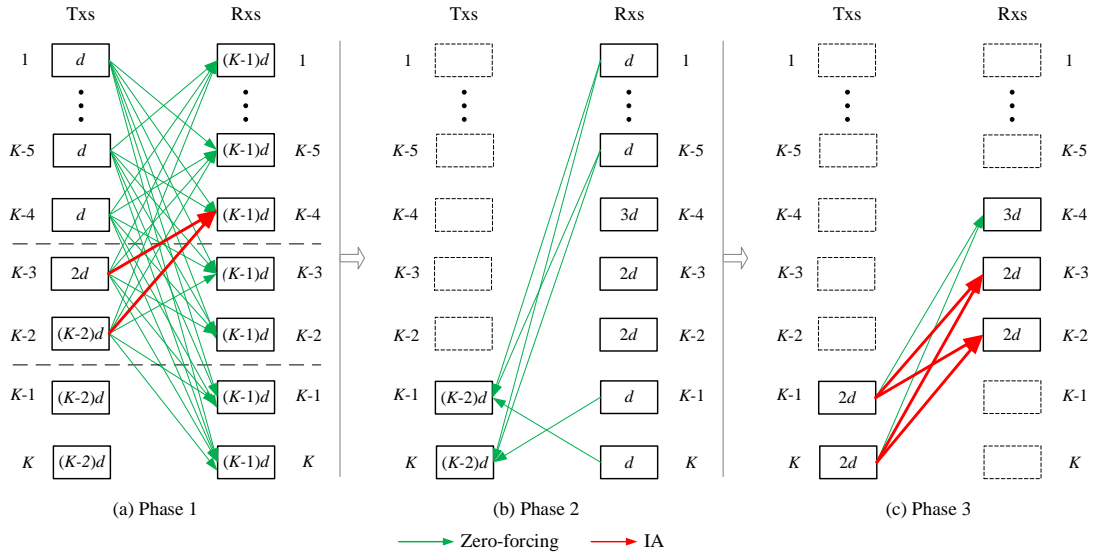 Txs Rxs Txs Rxs Txs Rxs
1 d (K-1)d 1 1 d 1 1 1
K-5 d (K-1)d K-5 K-5 d K-5 K-5 K-5
K-4 d (K-1)d K-4 K-4 3d K-4 K-4 3d K-4
K-3 2d (K-1)d K-3 K-3 2d K-3 K-3 2d K-3
K-2 (K-2)d (K-1)d K-2 K-2 2d K-2 K-2 2d K-2
K-1 (K-2)d (K-1)d K-1 K-1 (K-2)d d K-1 K-1 2d K-1
K (K-2)d (K-1)d K K (K-2)d d K K 2d K
(a) Phase 1 (b) Phase 2 (c) Phase 3
Zero-forcing IA